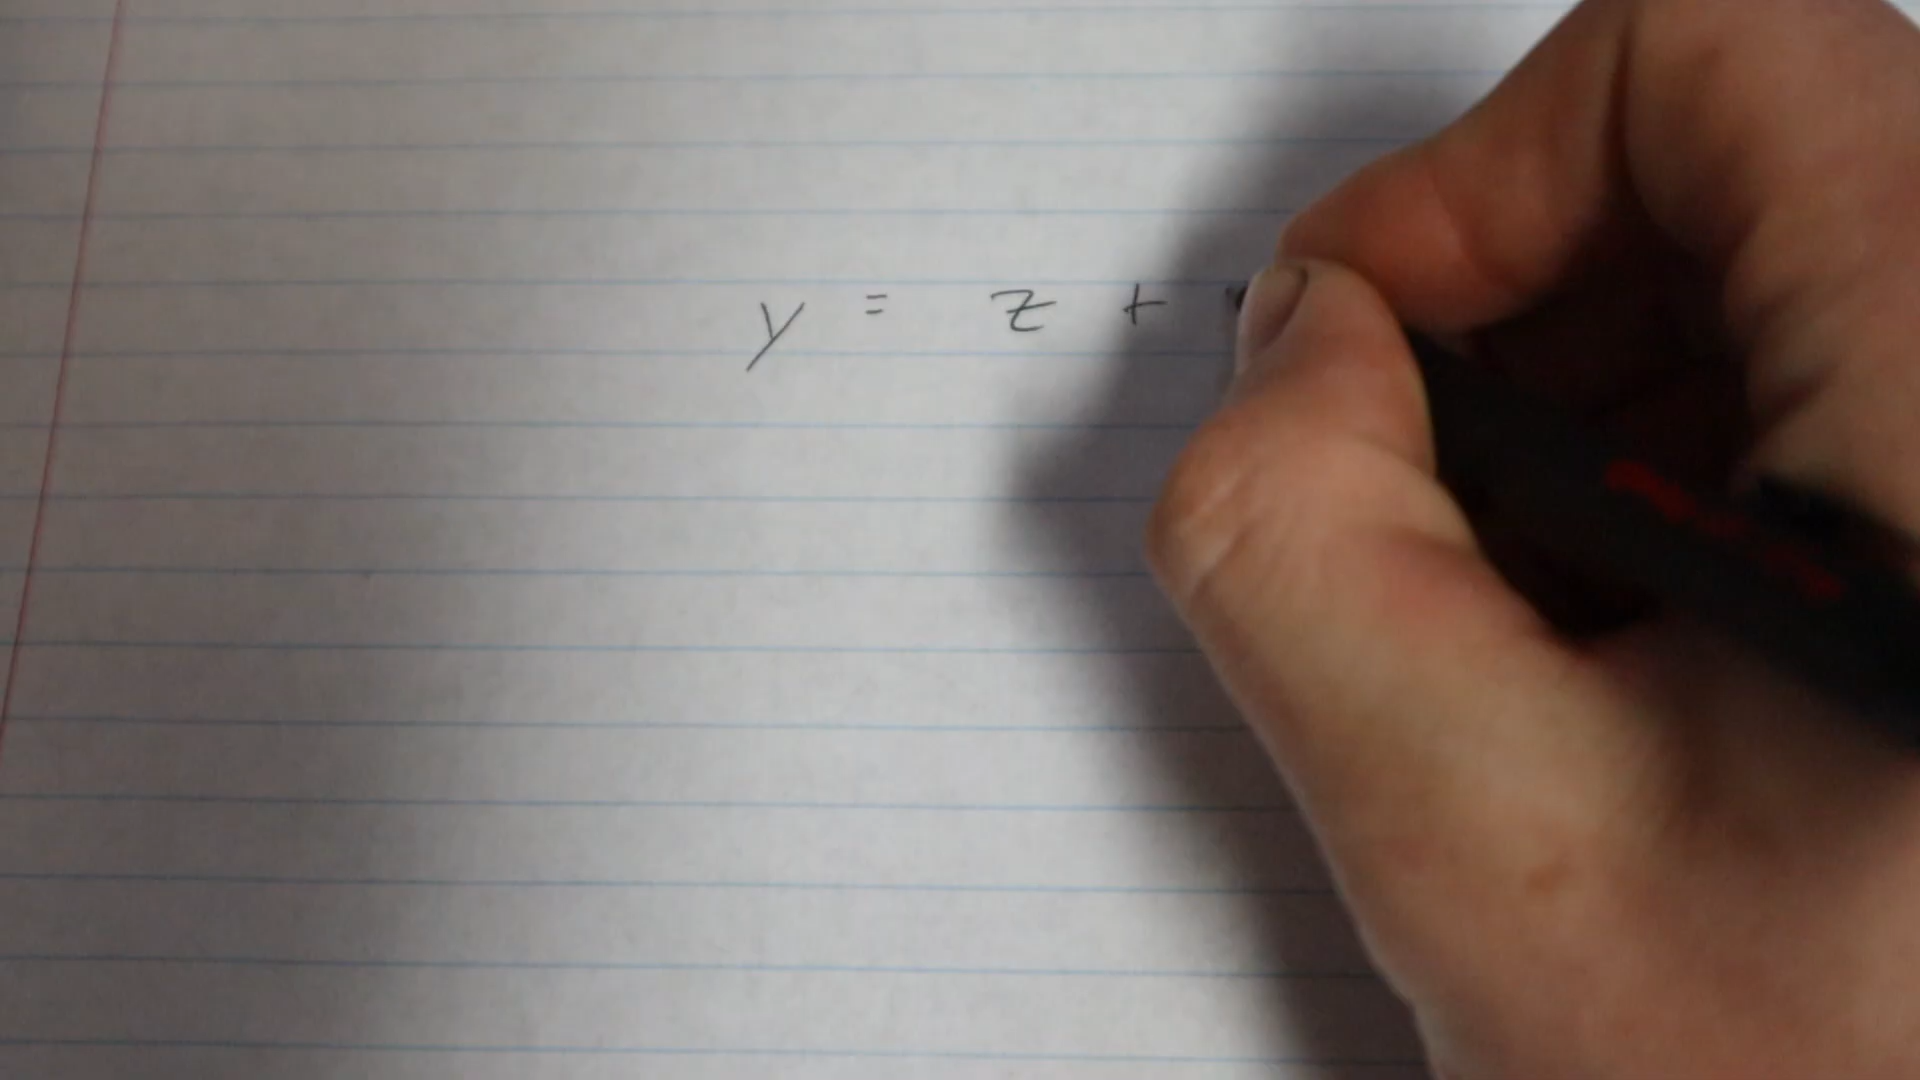 y = z +